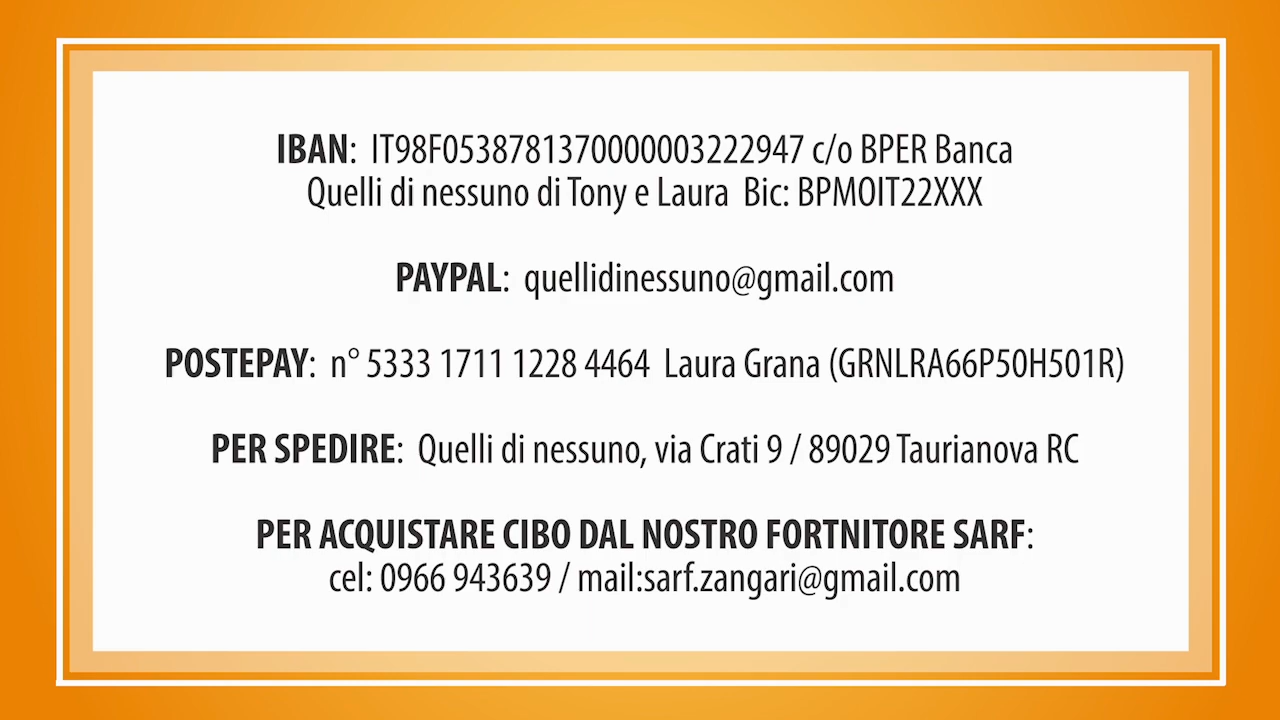 IBAN: IT98F0538781370000003222947 c/o BPER Banca
Quelli di nessuno di Tony e Laura Bic: BPMOIT22XXX
PAYPAL: quellidinessuno@gmail.com
POSTEPAY: n° 5333 1711 1228 4464 Laura Grana (GRNLRA66P50H501R)
PER SPEDIRE: Quelli di nessuno, via Crati 9 / 89029 Taurianova RC
PER ACQUISTARE CIBO DAL NOSTRO FORTNITORE SARF:
cel: 0966 943639 / mail:sarf.zangari@gmail.com